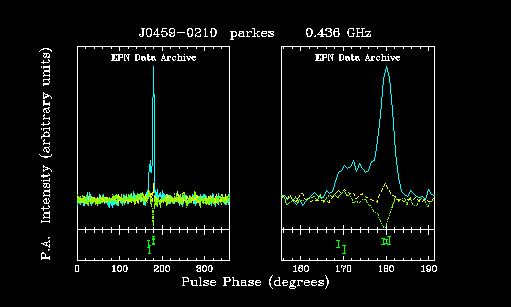 J0459-0210 parkes 0.436 GHz
EPN Data Archive EPN Data Archive
P.A. Intensity (arbitrary units)
0 100 200 300 160 170 180 190
Pulse Phase (degrees)